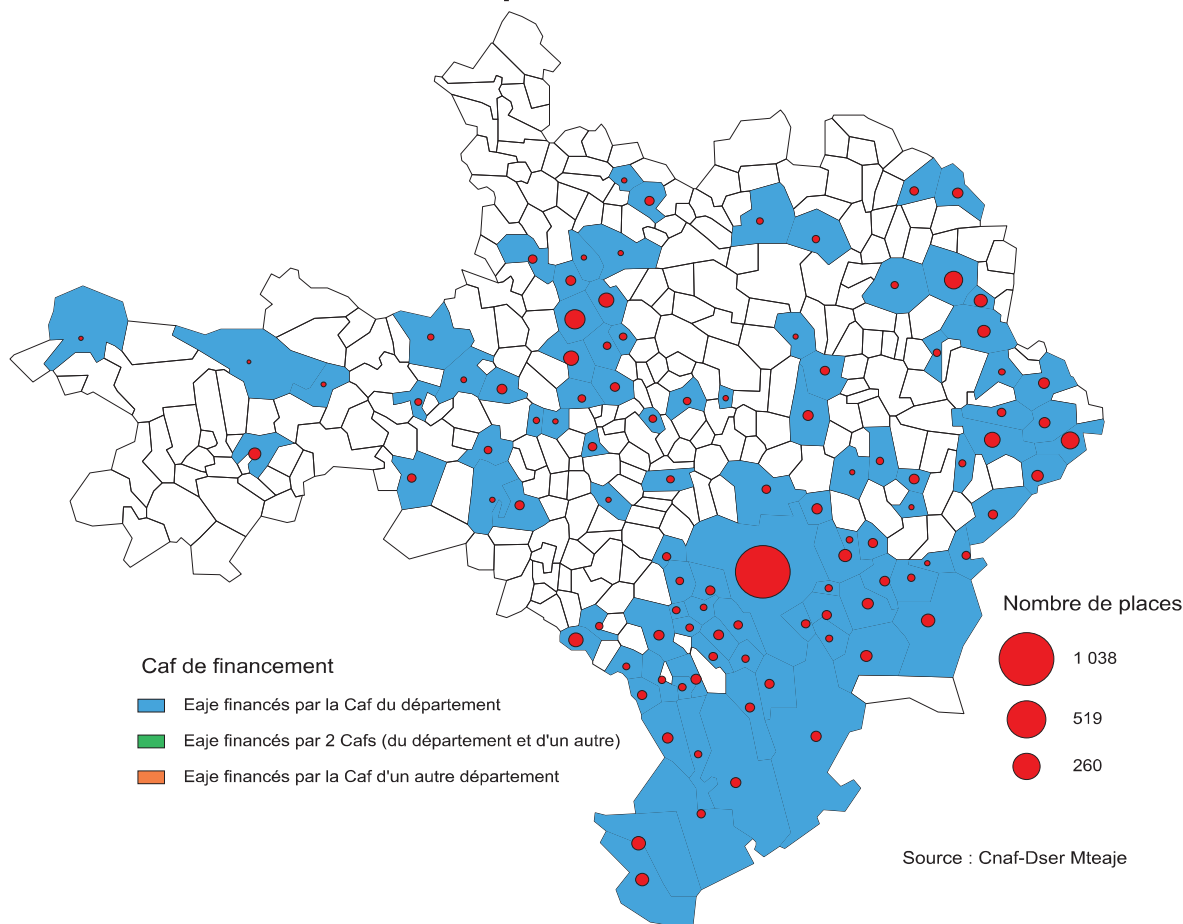 Caf de financement
Eaje financés par la Caf du département
Eaje financés par 2 Cafs (du département et d'un autre)
Eaje financés par la Caf d'un autre département
Nombre de places
1 038
519
260
Source : Cnaf-Dser Mteaje